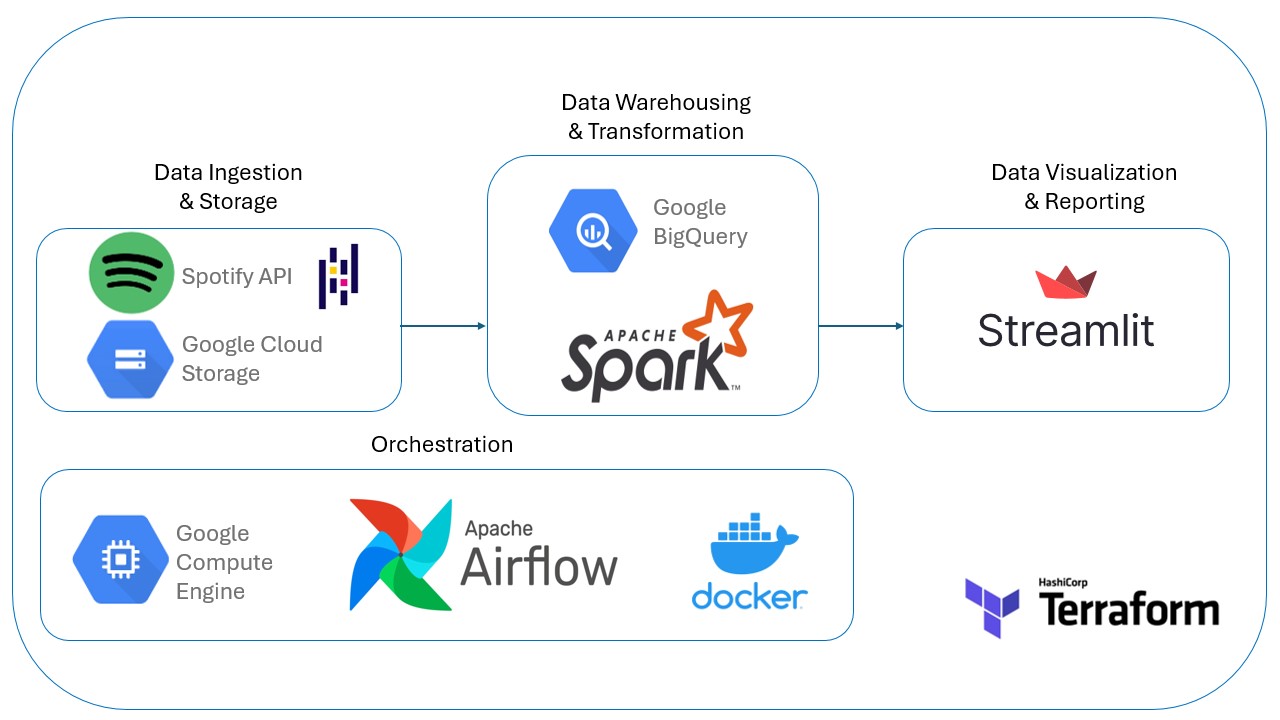 Data Warehousing
& Transformation
Data Ingestion
& Storage
Data Visualization
& Reporting
Spotify API
Google Cloud
Storage
Google
BigQuery
APACHE
Spark™
Streamlit
Orchestration
Google
Compute
Engine
Apache
Airflow
docker
HashiCorp
Terraform